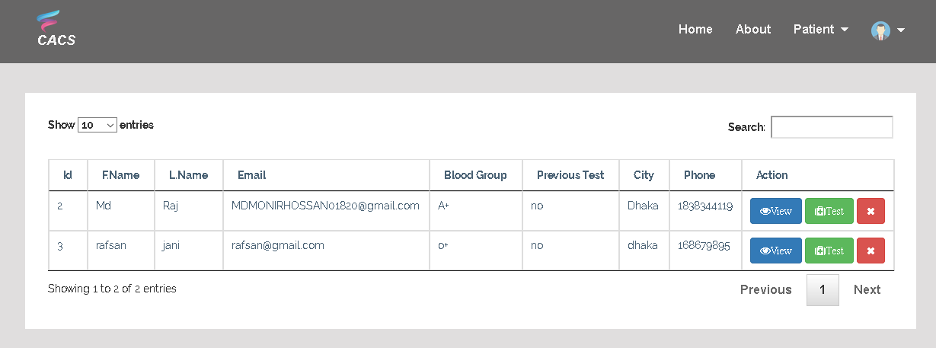 CACS
Home About Patient
Show 10 entries
Search:
Id F.Name L.Name Email Blood Group Previous Test City Phone Action
2 Md Raj MDMONIRHOSSAN01820@gmail.com A+ no Dhaka 1838344119 View Test
3 rafsan jani rafsan@gmail.com o+ no dhaka 168679895 View Test
Showing 1 to 2 of 2 entries
Previous 1 Next